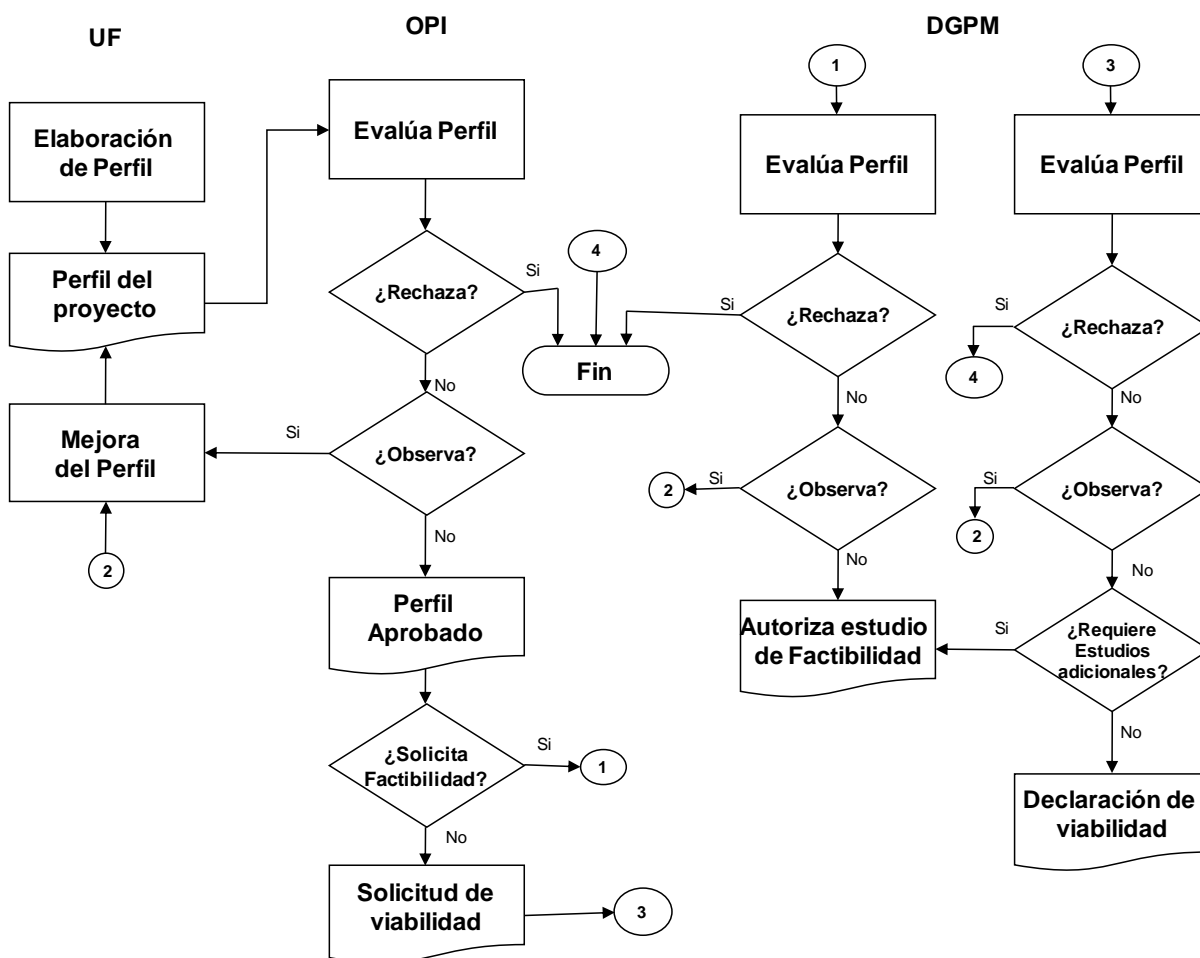 UF
OPI
DGPM
Elaboración
de Perfil
Perfil del
proyecto
Mejora
del Perfil
2
Evalúa Perfil
¿Rechaza?
Si
No
4
Fin
¿Observa?
Si
No
Perfil
Aprobado
¿Solicita
Factibilidad?
Si
1
No
Solicitud de
viabilidad
3
1
Evalúa Perfil
¿Rechaza?
Si
No
¿Observa?
Si
2
No
Autoriza estudio
de Factibilidad
3
Evalúa Perfil
¿Rechaza?
Si
4
No
¿Observa?
Si
2
No
¿Requiere
Estudios
adicionales?
Si
No
Declaración de
viabilidad